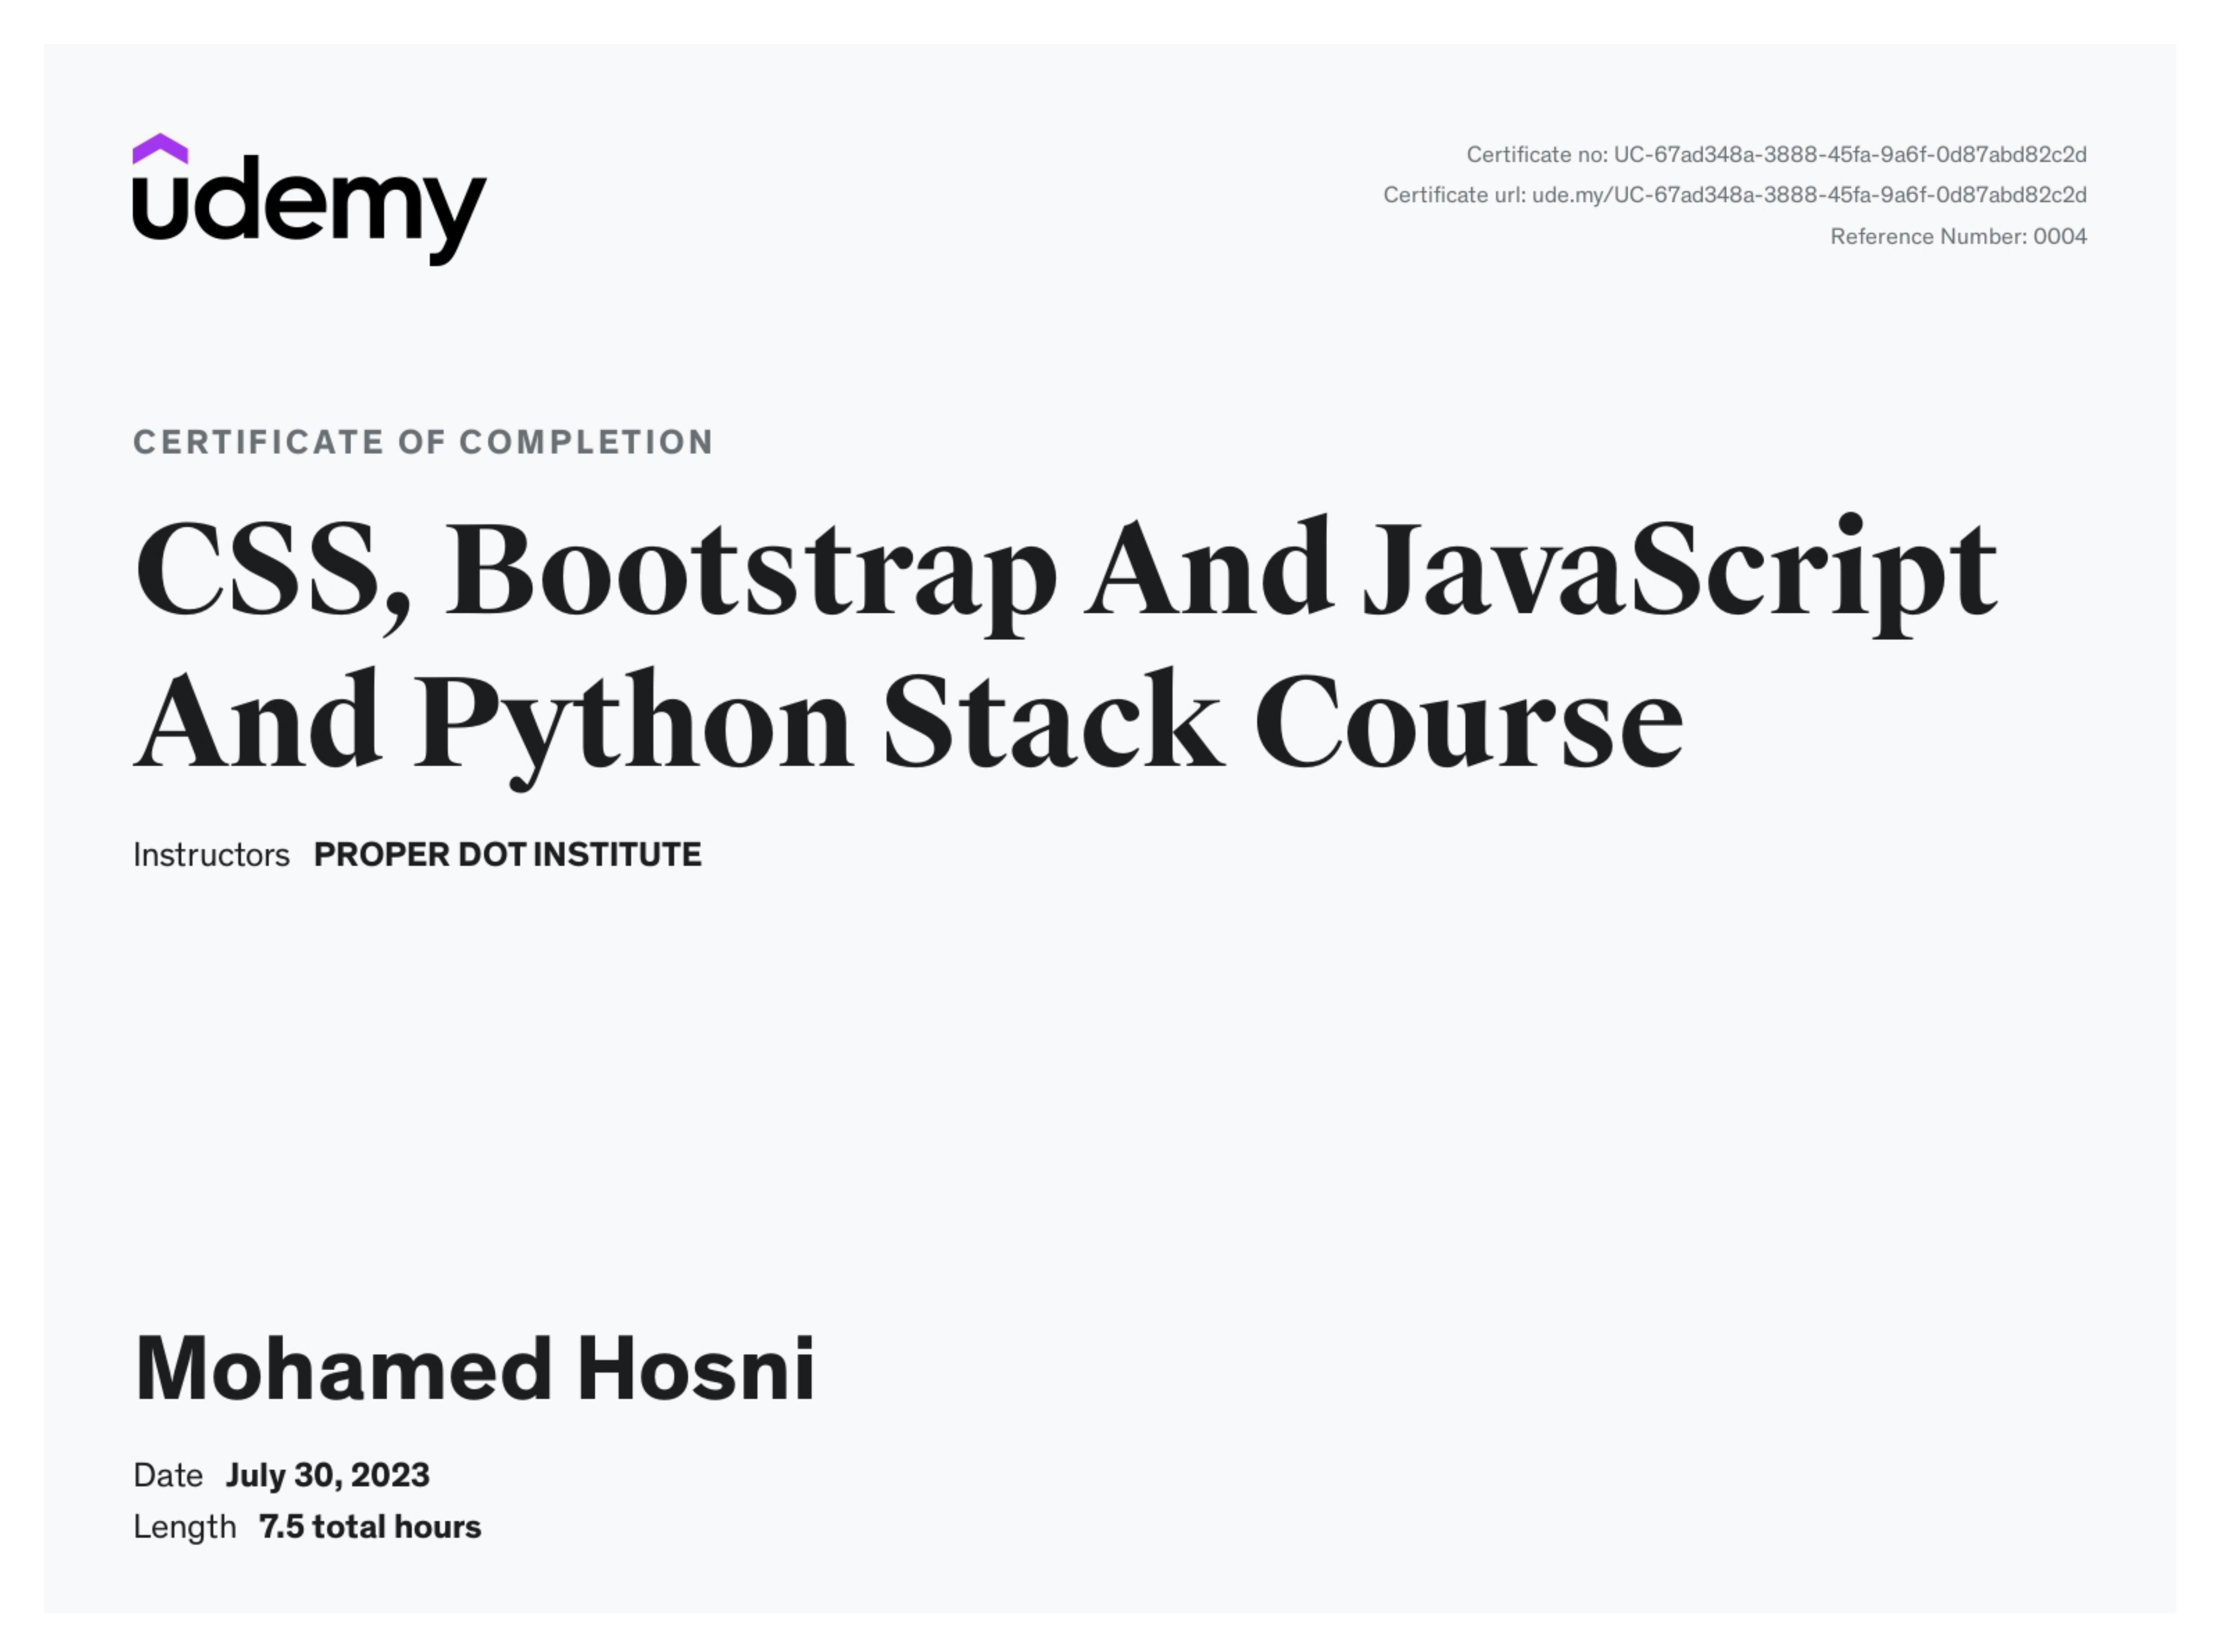 udemy
Certificate no: UC-67ad348a-3888-45fa-9a6f-0d87abd82c2d
Certificate url: ude.my/UC-67ad348a-3888-45fa-9a6f-0d87abd82c2d
Reference Number: 0004
CERTIFICATE OF COMPLETION
CSS, Bootstrap And JavaScript
And Python Stack Course
Instructors PROPER DOT INSTITUTE
Mohamed Hosni
Date July 30, 2023
Length 7.5 total hours